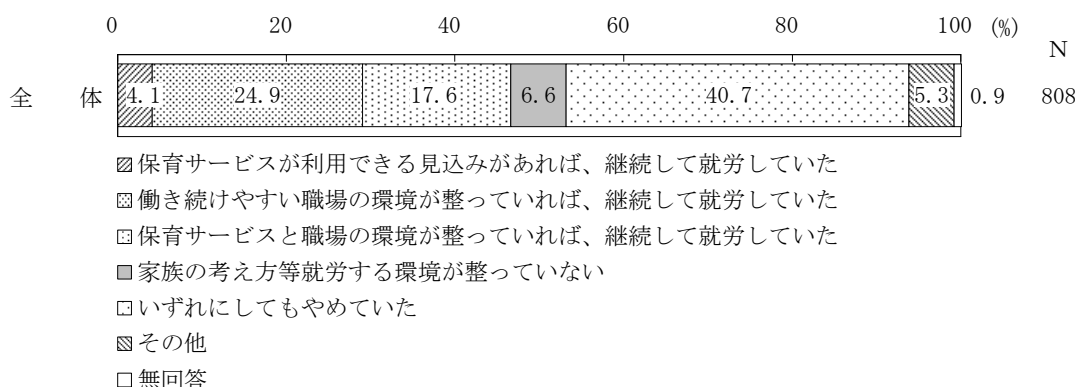 0 20 40 60 80 100 (%)
N
全 体 4.1 24.9 17.6 6.6 40.7 5.3 0.9 808
保育サービスが利用できる見込みがあれば、継続して就労していた
働き続けやすい職場の環境が整っていれば、継続して就労していた
保育サービスと職場の環境が整っていれば、継続して就労していた
家族の考え方等就労する環境が整っていない
いずれにしてもやめていた
その他
無回答